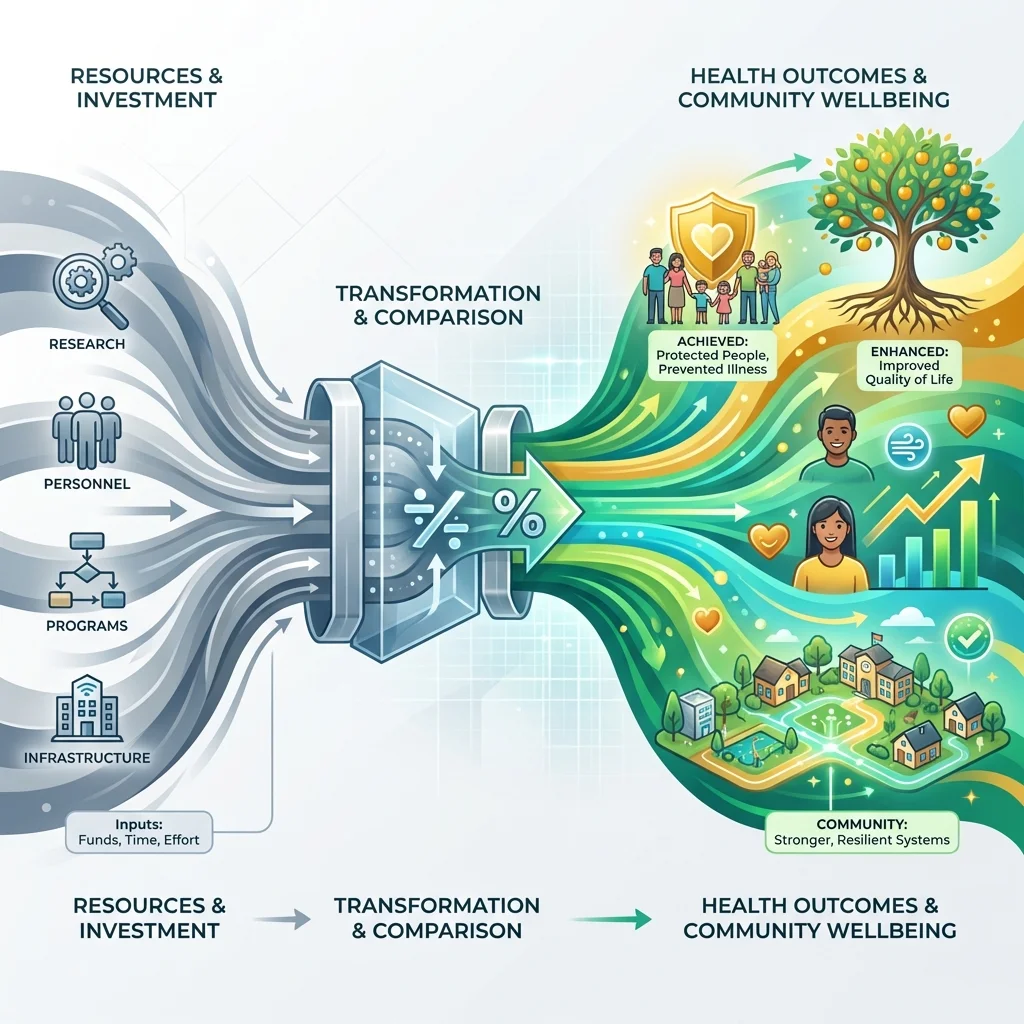 RESOURCES &
INVESTMENT
HEALTH OUTCOMES &
COMMUNITY WELLBEING
TRANSFORMATION
& COMPARISON
RESEARCH
PERSONNEL
PROGRAMS
INFRASTRUCTURE
Inputs:
Funds, Time, Effort
÷ ⁒
%
ACHIEVED:
Protected People,
Prevented Illness
ENHANCED:
Improved
Quality of Life
COMMUNITY:
Stronger, Resilient Systems
RESOURCES &
INVESTMENT
TRANSFORMATION
& COMPARISON
HEALTH OUTCOMES &
COMMUNITY WELLBEING